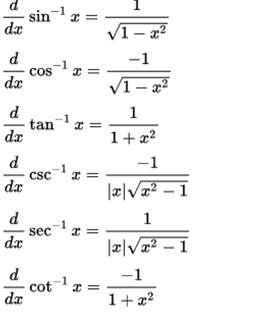 d/dx sin⁻¹ x = 1/√(1 − x²)
d/dx cos⁻¹ x = −1/√(1 − x²)
d/dx tan⁻¹ x = 1/(1 + x²)
d/dx csc⁻¹ x = −1/(|x|√(x² − 1))
d/dx sec⁻¹ x = 1/(|x|√(x² − 1))
d/dx cot⁻¹ x = −1/(1 + x²)